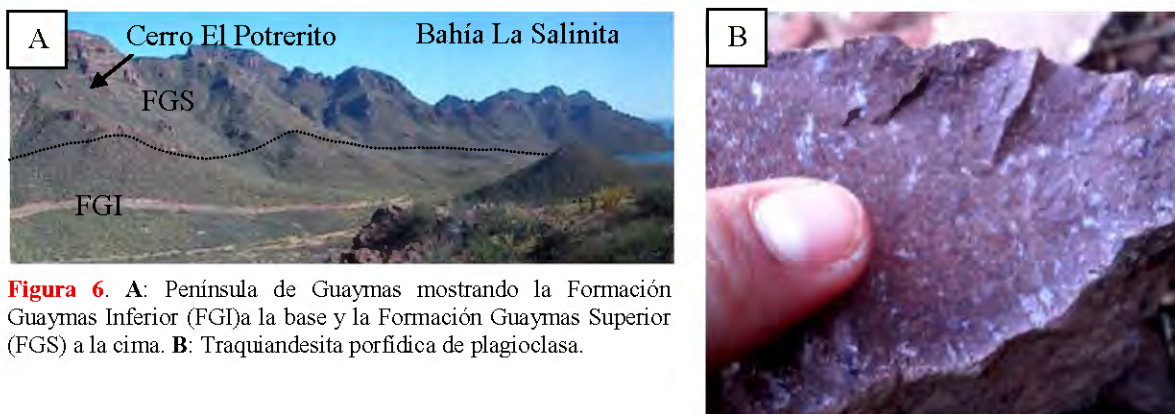 A
Cerro El Potrerito
Bahía La Salinita
FGS
FGI
B
Figura 6. A: Península de Guaymas mostrando la Formación
Guaymas Inferior (FGI)a la base y la Formación Guaymas Superior
(FGS) a la cima. B: Traquiandesita porfídica de plagioclasa.